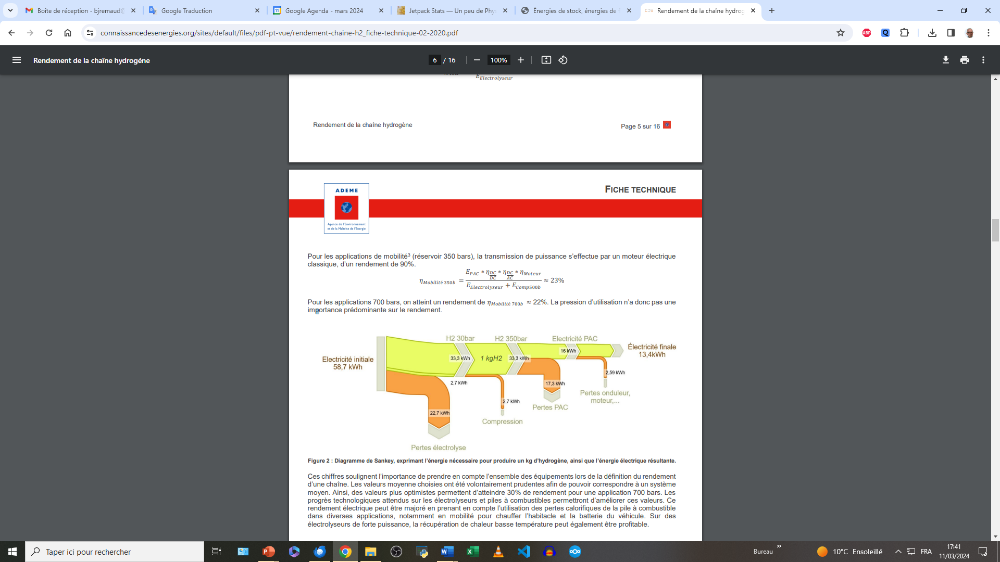 Boîte de réception - bjremaud@
Google Traduction
Google Agenda - mars 2024
Jetpack Stats — Un peu de Phy
Énergies de stock, énergies de f
Rendement de la chaîne hydrog
connaissancedesenergies.org/sites/default/files/pdf-pt-vue/rendement-chaine-h2_fiche-technique-02-2020.pdf
ABP
Q
Rendement de la chaîne hydrogène
6 / 16
100%
E Electrolyseur
Rendement de la chaîne hydrogène
Page 5 sur 16
ADEME
Agence de l'Environnement
et de la Maîtrise de l'Energie
FICHE TECHNIQUE
Pour les applications de mobilité³ (réservoir 350 bars), la transmission de puissance s'effectue par un moteur électrique
classique, d'un rendement de 90%.
η Mobilité 350b = (E PAC * η DC/DC * η DC/AC * η Moteur) / (E Electrolyseur + E Comp500b) ≈ 23%
Pour les applications 700 bars, on atteint un rendement de η Mobilité 700b ≈ 22%. La pression d'utilisation n'a donc pas une
importance prédominante sur le rendement.
H2 30bar
H2 350bar
Electricité PAC
Électricité finale
13,4kWh
Electricité initiale
58,7 kWh
33,3 kWh
1 kgH2
33,3 kWh
16 kWh
2,59 kWh
2,7 kWh
17,3 kWh
Pertes onduleur,
moteur,...
2,7 kWh
Pertes PAC
22,7 kWh
Compression
Pertes électrolyse
Figure 2 : Diagramme de Sankey, exprimant l'énergie nécessaire pour produire un kg d'hydrogène, ainsi que l'énergie électrique résultante.
Ces chiffres soulignent l'importance de prendre en compte l'ensemble des équipements lors de la définition du rendement
d'une chaîne. Les valeurs moyenne choisies ont été volontairement prudentes afin de pouvoir correspondre à un système
moyen. Ainsi, des valeurs plus optimistes permettent d'atteindre 30% de rendement pour une application 700 bars. Les
progrès technologiques attendus sur les électrolyseurs et piles à combustibles permettront d'améliorer ces valeurs. Ce
rendement électrique peut être majoré en prenant en compte l'utilisation des pertes calorifiques de la pile à combustible
dans diverses applications, notamment en mobilité pour chauffer l'habitacle et la batterie du véhicule. Sur des
électrolyseurs de forte puissance, la récupération de chaleur basse température peut également être profitable.
Taper ici pour rechercher
Bureau
10°C Ensoleillé
FRA
17:41
11/03/2024